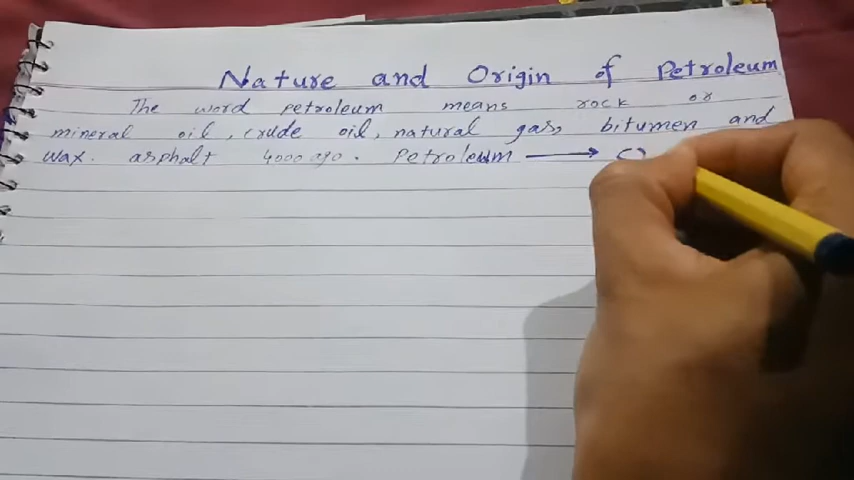 Nature and Origin of Petroleum
The word petroleum means rock or
mineral oil, crude oil, natural gas, bitumen and
wax. asphalt 4000 ago. Petroleum →